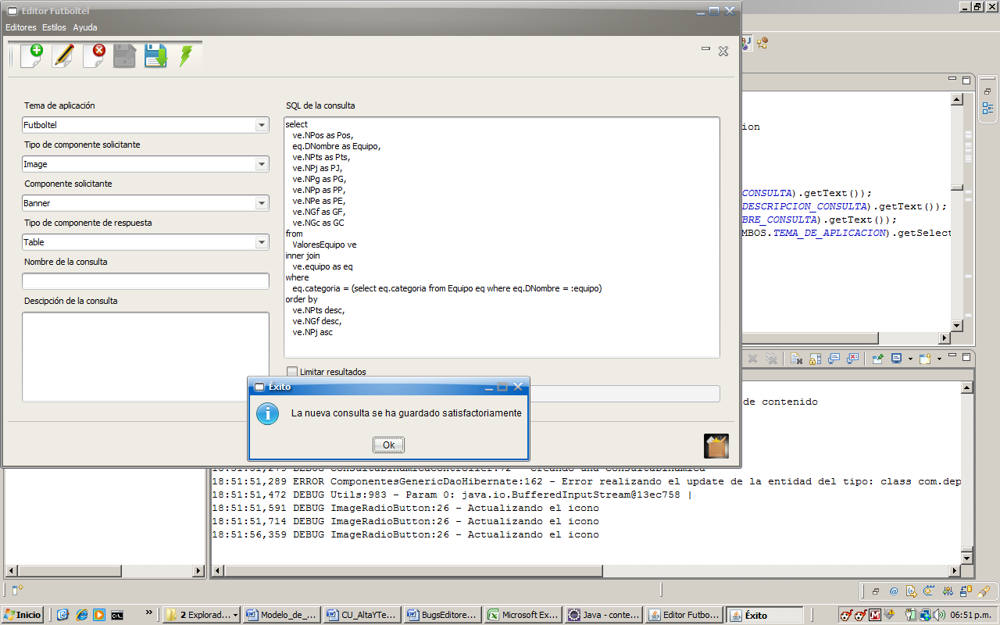 Editor Futboltel
Editores Estilos Ayuda
Tema de aplicación
Futboltel
Tipo de componente solicitante
Image
Componente solicitante
Banner
Tipo de componente de respuesta
Table
Nombre de la consulta
Descipción de la consulta
SQL de la consulta
select
ve.NPos as Pos,
eq.DNombre as Equipo,
ve.NPts as Pts,
ve.NPj as PJ,
ve.NPg as PG,
ve.NPp as PP,
ve.NPe as PE,
ve.NGf as GF,
ve.NGc as GC
from
ValoresEquipo ve
inner join
ve.equipo as eq
where
eq.categoria = (select eq.categoria from Equipo eq where eq.DNombre = :equipo)
order by
ve.NPts desc,
ve.NGf desc,
ve.NPj asc
Limitar resultados
Éxito
La nueva consulta se ha guardado satisfactoriamente
Ok
ion
CONSULTA).getText());
DESCRIPCION_CONSULTA).getText());
BRE_CONSULTA).getText());
MBOS.TEMA_DE_APLICACION).getSelect
de contenido
18:51:51,279 DEBUG ConsultaDinamicaController:72 - Creando una ConsultaDinamica
18:51:51,289 ERROR ComponentesGenericDaoHibernate:162 - Error realizando el update de la entidad del tipo: class com.dep
18:51:51,472 DEBUG Utils:983 - Param 0: java.io.BufferedInputStream@13ec758 |
18:51:51,591 DEBUG ImageRadioButton:26 - Actualizando el icono
18:51:51,714 DEBUG ImageRadioButton:26 - Actualizando el icono
18:51:56,359 DEBUG ImageRadioButton:26 - Actualizando el icono
Inicio
2 Explorad...
Modelo_de_...
CU_AltaYTe...
BugsEditore...
Microsoft Ex...
Java - conte...
Editor Futbo...
Éxito
06:51 p.m.